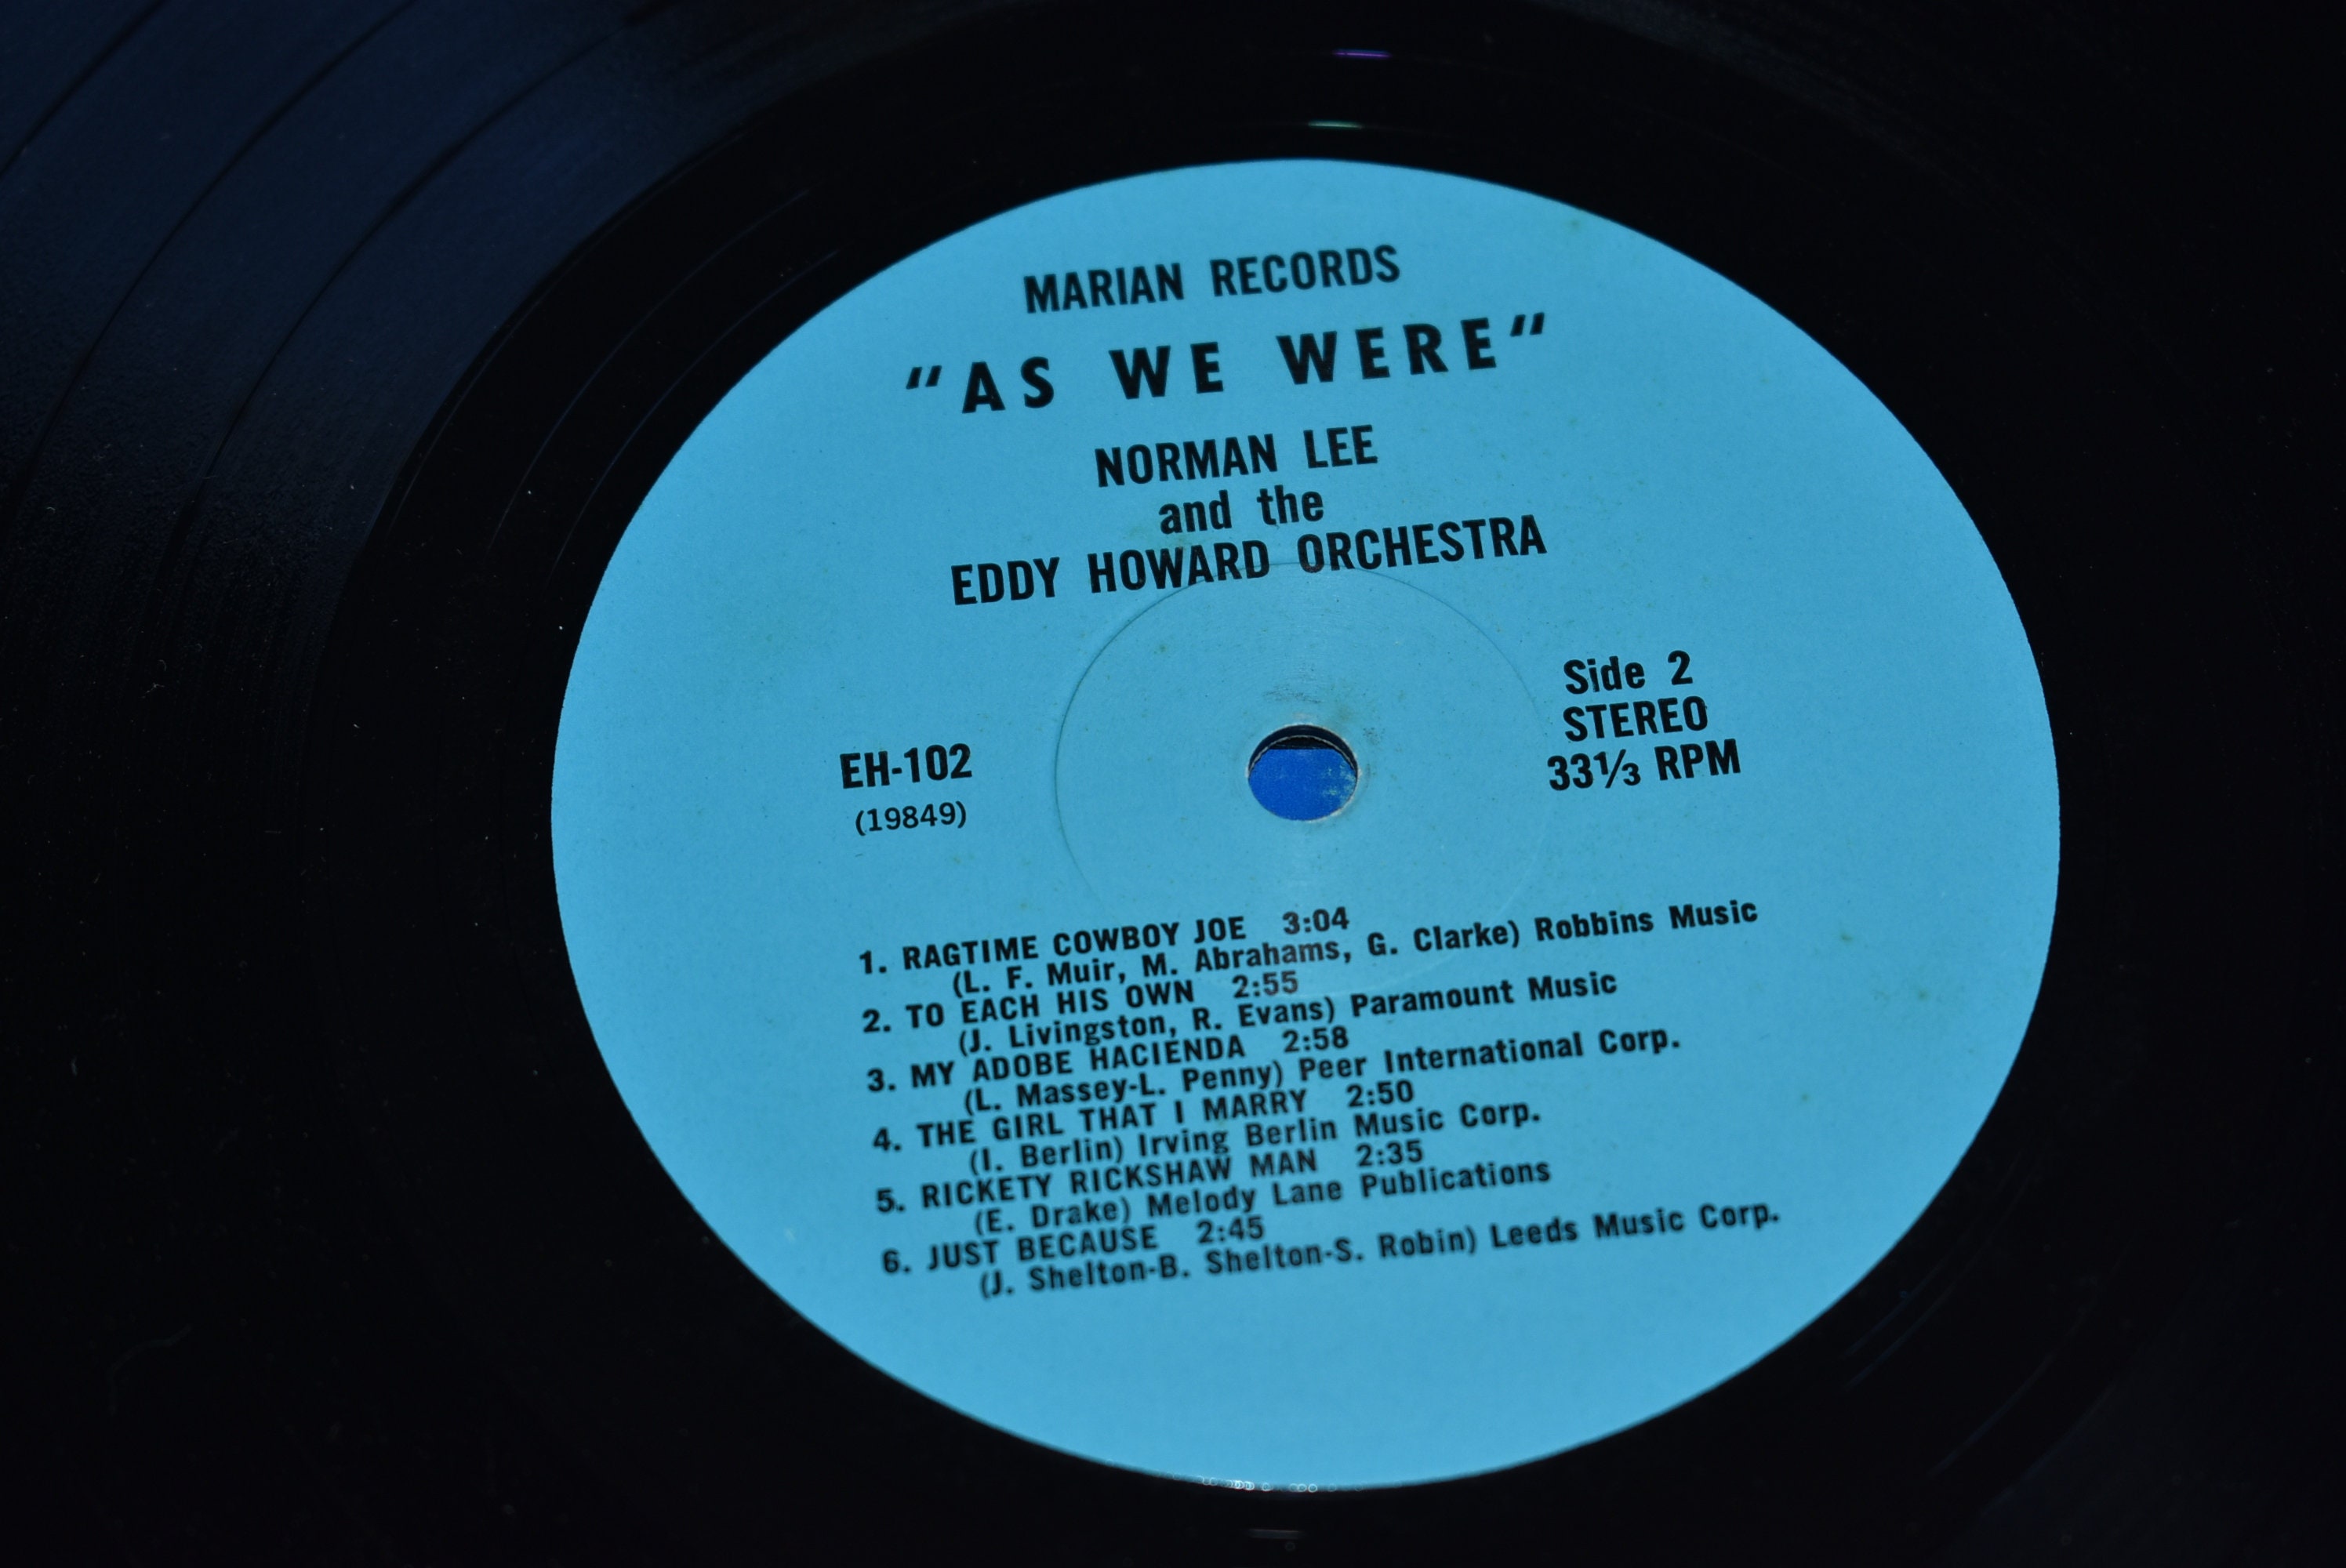 MARIAN RECORDS
"AS WE WERE"
NORMAN LEE
and the
EDDY HOWARD ORCHESTRA
Side 2
STEREO
33⅓ RPM
EH-102
(19849)
1. RAGTIME COWBOY JOE 3:04
(L. F. Muir, M. Abrahams, G. Clarke) Robbins Music
2. TO EACH HIS OWN 2:55
(J. Livingston, R. Evans) Paramount Music
3. MY ADOBE HACIENDA 2:58
(L. Massey-L. Penny) Peer International Corp.
4. THE GIRL THAT I MARRY 2:50
(I. Berlin) Irving Berlin Music Corp.
5. RICKETY RICKSHAW MAN 2:35
(E. Drake) Melody Lane Publications
6. JUST BECAUSE 2:45
(J. Shelton-B. Shelton-S. Robin) Leeds Music Corp.